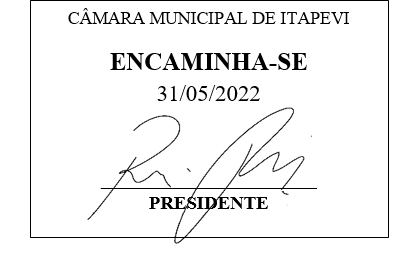 CÂMARA MUNICIPAL DE ITAPEVI
ENCAMINHA-SE
31/05/2022
PRESIDENTE